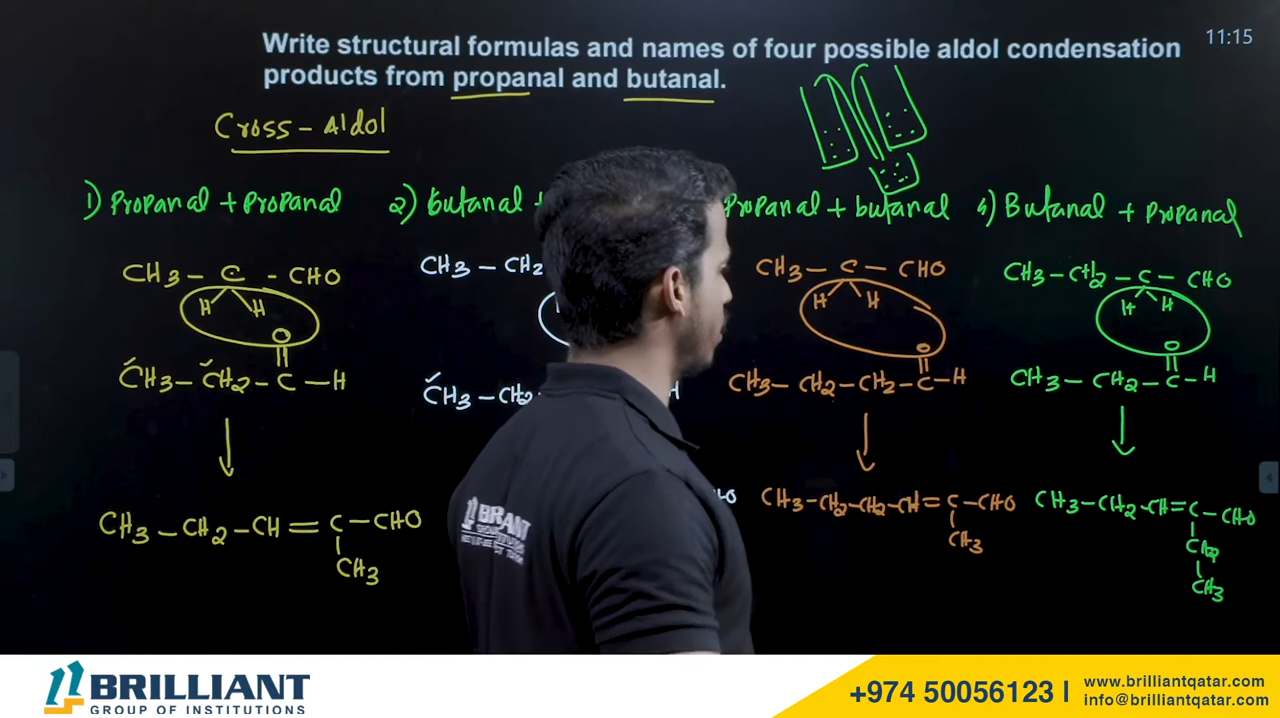 Write structural formulas and names of four possible aldol condensation
products from propanal and butanal.
11:15
Cross - Aldol
1) Propanal + Propanal
CH3 - C - CHO
H H
O
CH3 - CH2 - C - H
CH3 - CH2 - CH = C - CHO
CH3
2) butanal +
CH3 - CH2
CH3 - CH2
H
Propanal + butanal
CH3 - C - CHO
H H
O
CH3 - CH2 - CH2 - C - H
CH3 - CH2 - CH2 - CH = C - CHO
CH3
4) Butanal + Propanal
CH3 - CH2 - C - CHO
H H
O
CH3 - CH2 - C - H
CH3 - CH2 - CH = C - CHO
CH2
CH3
BRILLIANT
GROUP OF INSTITUTIONS
+974 50056123 |
www.brilliantqatar.com
info@brilliantqatar.com